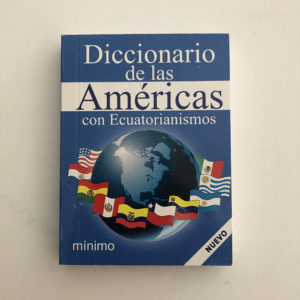 Diccionario
de las
Américas
con Ecuatorianismos
mínimo
NUEVO